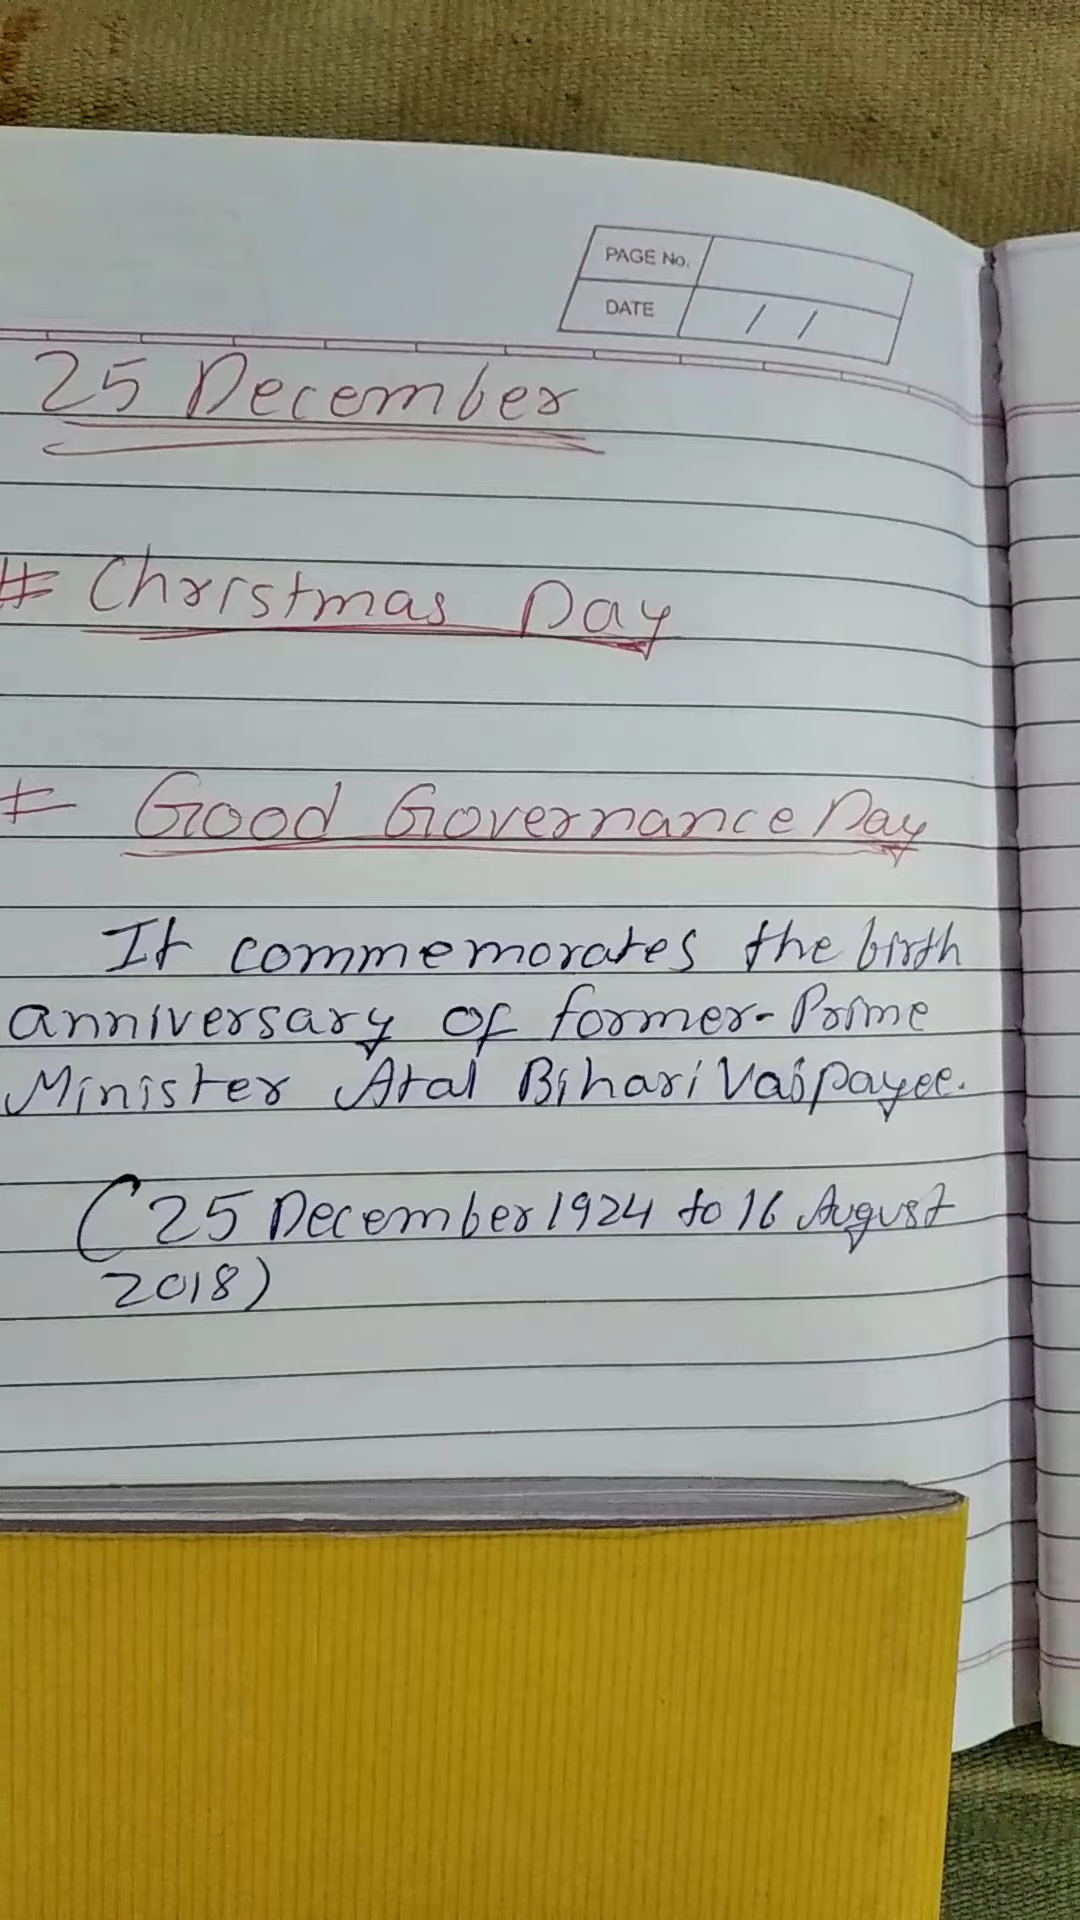 PAGE No.
DATE / /
25 December
# Christmas Day
# Good Governance Day
It commemorates the birth
anniversary of former-Prime
Minister Atal Bihari Vajpayee.
(25 December 1924 to 16 August
2018)